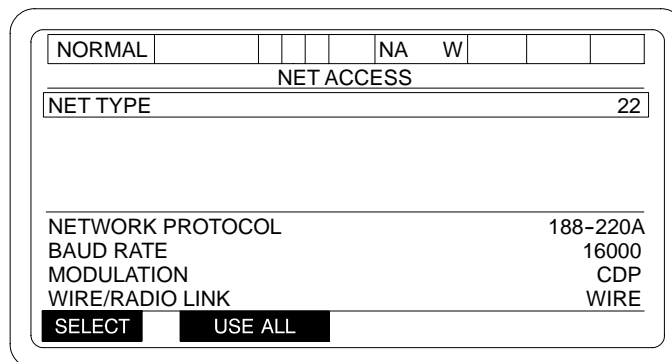 NORMAL NA W
NET ACCESS
NET TYPE 22
NETWORK PROTOCOL 188-220A
BAUD RATE 16000
MODULATION CDP
WIRE/RADIO LINK WIRE
SELECT USE ALL